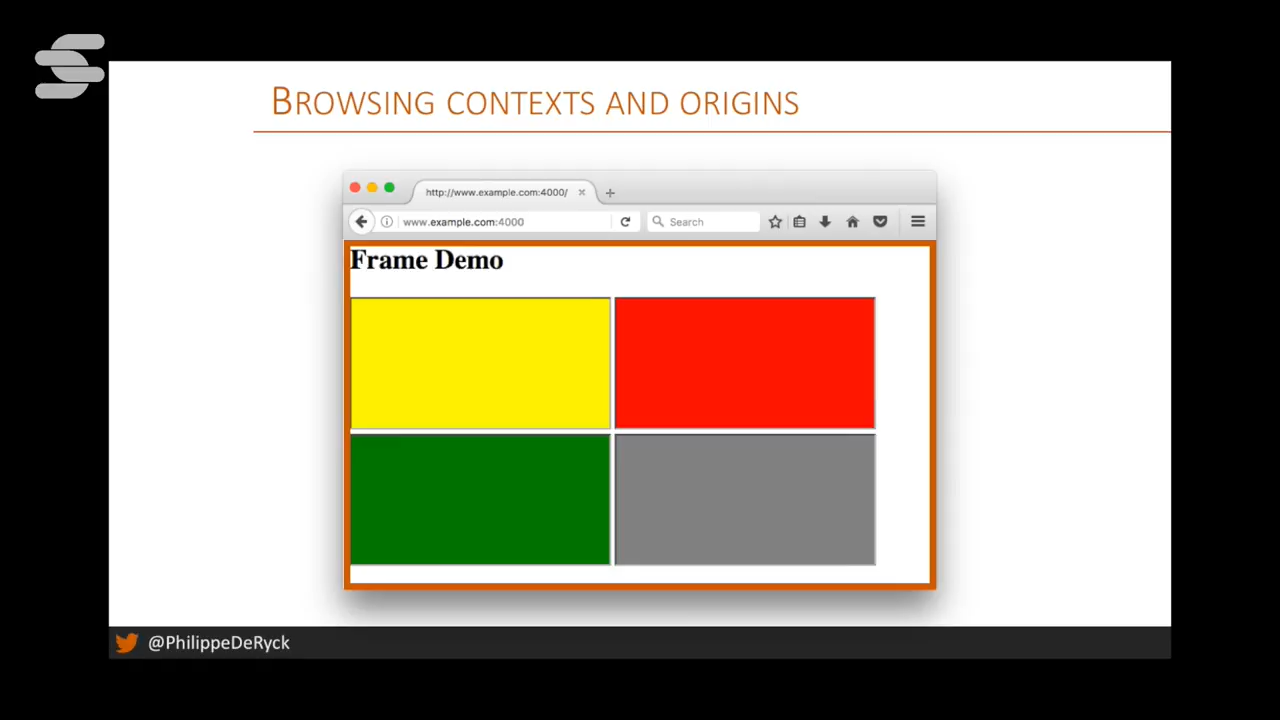 BROWSING CONTEXTS AND ORIGINS
http://www.example.com:4000/
www.example.com:4000
Search
Frame Demo
@PhilippeDeRyck